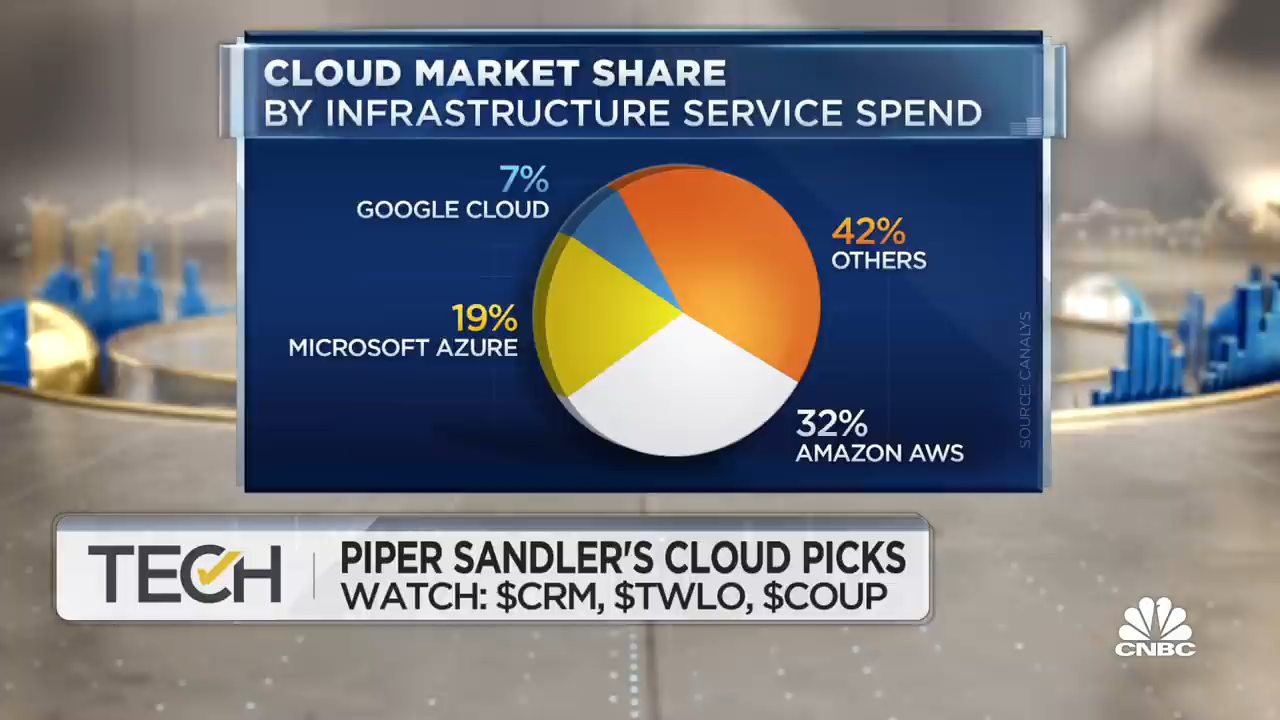 CLOUD MARKET SHARE
BY INFRASTRUCTURE SERVICE SPEND
7%
GOOGLE CLOUD
42%
OTHERS
19%
MICROSOFT AZURE
32%
AMAZON AWS
SOURCE: CANALYS
TECH
PIPER SANDLER'S CLOUD PICKS
WATCH: $CRM, $TWLO, $COUP
CNBC